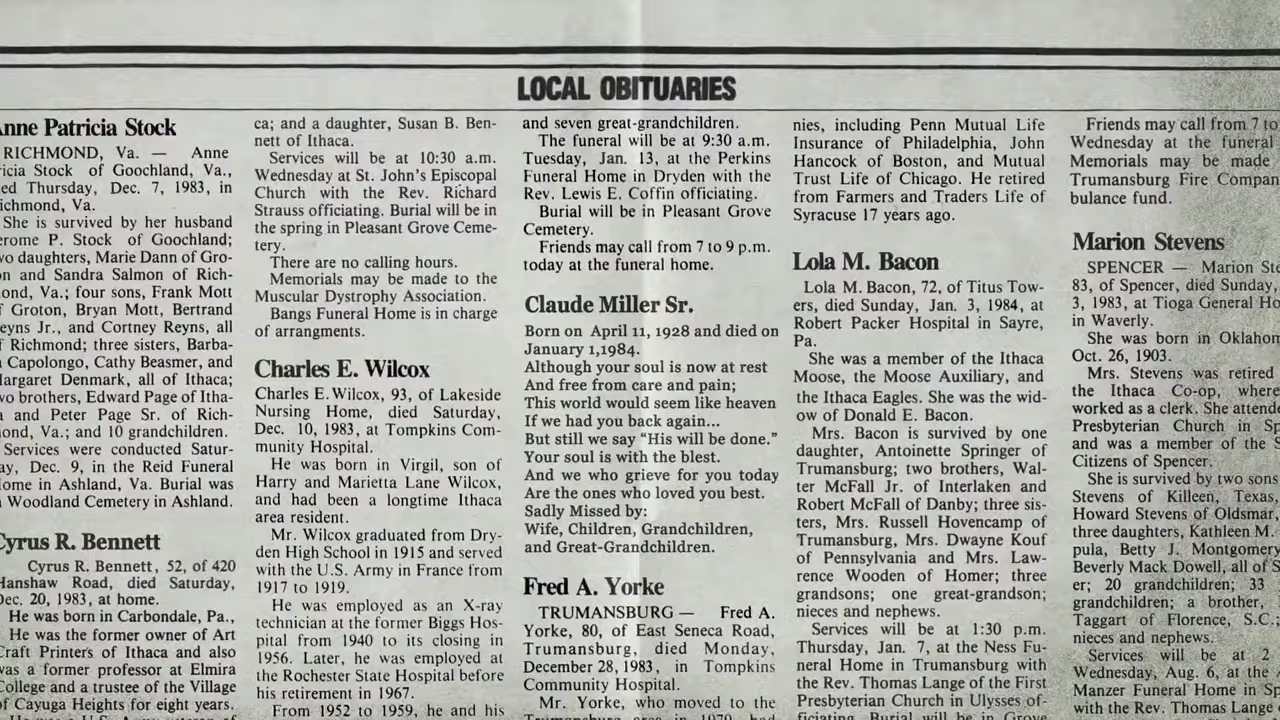 LOCAL OBITUARIES
Anne Patricia Stock
RICHMOND, Va. — Anne
ricia Stock of Goochland, Va.,
ed Thursday, Dec. 7, 1983, in
ichmond, Va.
She is survived by her husband
erome P. Stock of Goochland;
wo daughters, Marie Dann of Gro-
on and Sandra Salmon of Rich-
ond, Va.; four sons, Frank Mott
f Groton, Bryan Mott, Bertrand
eyns Jr., and Cortney Reyns, all
f Richmond; three sisters, Barba-
a Capolongo, Cathy Beasmer, and
Margaret Denmark, all of Ithaca;
wo brothers, Edward Page of Itha-
a and Peter Page Sr. of Rich-
mond, Va.; and 10 grandchildren.
Services were conducted Satur-
ay, Dec. 9, in the Reid Funeral
Home in Ashland, Va. Burial was
n Woodland Cemetery in Ashland.
Cyrus R. Bennett
Cyrus R. Bennett, 52, of 420
Hanshaw Road, died Saturday,
Dec. 20, 1983, at home.
He was born in Carbondale, Pa.,
He was the former owner of Art
Craft Printers of Ithaca and also
was a former professor at Elmira
College and a trustee of the Village
of Cayuga Heights for eight years.
ca; and a daughter, Susan B. Ben-
nett of Ithaca.
Services will be at 10:30 a.m.
Wednesday at St. John's Episcopal
Church with the Rev. Richard
Strauss officiating. Burial will be in
the spring in Pleasant Grove Ceme-
tery.
There are no calling hours.
Memorials may be made to the
Muscular Dystrophy Association.
Bangs Funeral Home is in charge
of arrangments.
Charles E. Wilcox
Charles E. Wilcox, 93, of Lakeside
Nursing Home, died Saturday,
Dec. 10, 1983, at Tompkins Com-
munity Hospital.
He was born in Virgil, son of
Harry and Marietta Lane Wilcox,
and had been a longtime Ithaca
area resident.
Mr. Wilcox graduated from Dry-
den High School in 1915 and served
with the U.S. Army in France from
1917 to 1919.
He was employed as an X-ray
technician at the former Biggs Hos-
pital from 1940 to its closing in
1956. Later, he was employed at
the Rochester State Hospital before
his retirement in 1967.
From 1952 to 1959, he and his
and seven great-grandchildren.
The funeral will be at 9:30 a.m.
Tuesday, Jan. 13, at the Perkins
Funeral Home in Dryden with the
Rev. Lewis E. Coffin officiating.
Burial will be in Pleasant Grove
Cemetery.
Friends may call from 7 to 9 p.m.
today at the funeral home.
Claude Miller Sr.
Born on April 11, 1928 and died on
January 1,1984.
Although your soul is now at rest
And free from care and pain;
This world would seem like heaven
If we had you back again...
But still we say “His will be done.”
Your soul is with the blest.
And we who grieve for you today
Are the ones who loved you best.
Sadly Missed by:
Wife, Children, Grandchildren,
and Great-Grandchildren.
Fred A. Yorke
TRUMANSBURG — Fred A.
Yorke, 80, of East Seneca Road,
Trumansburg, died Monday,
December 28, 1983, in Tompkins
Community Hospital.
Mr. Yorke, who moved to the
nies, including Penn Mutual Life
Insurance of Philadelphia, John
Hancock of Boston, and Mutual
Trust Life of Chicago. He retired
from Farmers and Traders Life of
Syracuse 17 years ago.
Lola M. Bacon
Lola M. Bacon, 72, of Titus Tow-
ers, died Sunday, Jan. 3, 1984, at
Robert Packer Hospital in Sayre,
Pa.
She was a member of the Ithaca
Moose, the Moose Auxiliary, and
the Ithaca Eagles. She was the wid-
ow of Donald E. Bacon.
Mrs. Bacon is survived by one
daughter, Antoinette Springer of
Trumansburg; two brothers, Wal-
ter McFall Jr. of Interlaken and
Robert McFall of Danby; three sis-
ters, Mrs. Russell Hovencamp of
Trumansburg, Mrs. Dwayne Kouf
of Pennsylvania and Mrs. Law-
rence Wooden of Homer; three
grandsons; one great-grandson;
nieces and nephews.
Services will be at 1:30 p.m.
Thursday, Jan. 7, at the Ness Fu-
neral Home in Trumansburg with
the Rev. Thomas Lange of the First
Presbyterian Church in Ulysses of-
ficiating. Burial will be in Grove
Friends may call from 7 to
Wednesday at the funeral
Memorials may be made
Trumansburg Fire Compan
bulance fund.
Marion Stevens
SPENCER — Marion Ste
83, of Spencer, died Sunday,
3, 1983, at Tioga General Ho
in Waverly.
She was born in Oklahom
Oct. 26, 1903.
Mrs. Stevens was retired
the Ithaca Co-op, where
worked as a clerk. She attende
Presbyterian Church in Sp
and was a member of the S
Citizens of Spencer.
She is survived by two sons
Stevens of Killeen, Texas,
Howard Stevens of Oldsmar,
three daughters, Kathleen M.
pula, Betty J. Montgomery
Beverly Mack Dowell, all of S
er; 20 grandchildren; 33
grandchildren; a brother,
Taggart of Florence, S.C.;
nieces and nephews.
Services will be at 2
Wednesday, Aug. 6, at the
Manzer Funeral Home in Sp
with the Rev. Thomas Lange